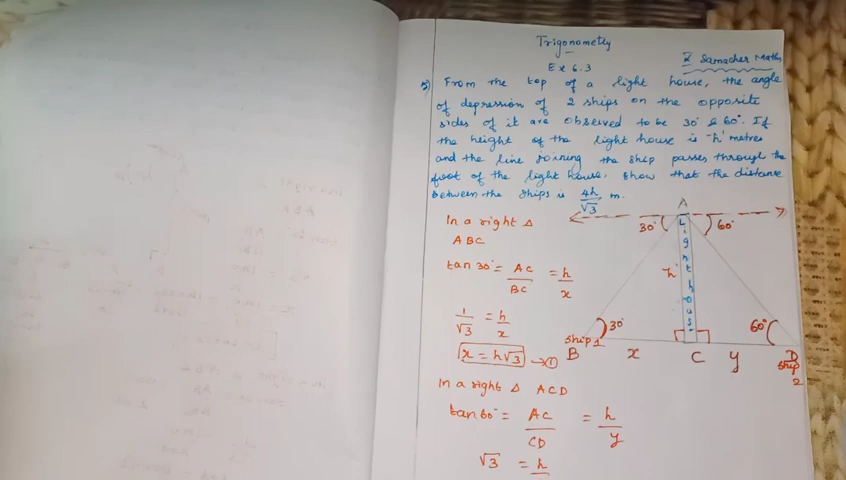 Trigonometry
Ex 6.3
X Samacheer Maths
5) From the top of a light house, the angle
of depression of 2 ships on the opposite
sides of it are observed to be 30° & 60°. If
the height of the light house is 'h' metres
and the line joining the ship passes through the
foot of the light house, show that the distance
between the ships is 4h/√3 m.
In a right Δ
ABC
tan 30° = AC/BC = h/x
1/√3 = h/x
x = h√3 → ①
In a right Δ ACD
tan 60° = AC/CD = h/y
√3 = h
A
30° 60°
Light house
'h'
30° 60°
ship 1
B x C y D
ship 2